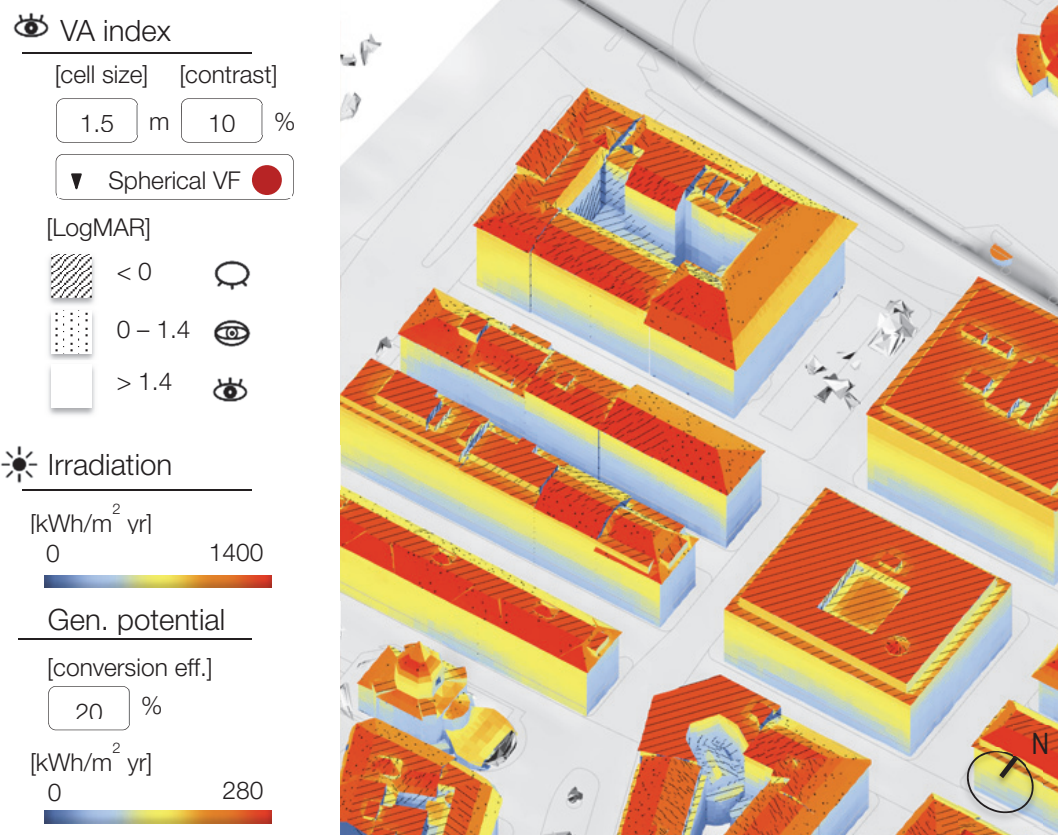 VA index
[cell size] [contrast]
1.5 m 10 %
Spherical VF
[LogMAR]
< 0
0 – 1.4
> 1.4
Irradiation
[kWh/m² yr]
0 1400
Gen. potential
[conversion eff.]
20 %
[kWh/m² yr]
0 280
N